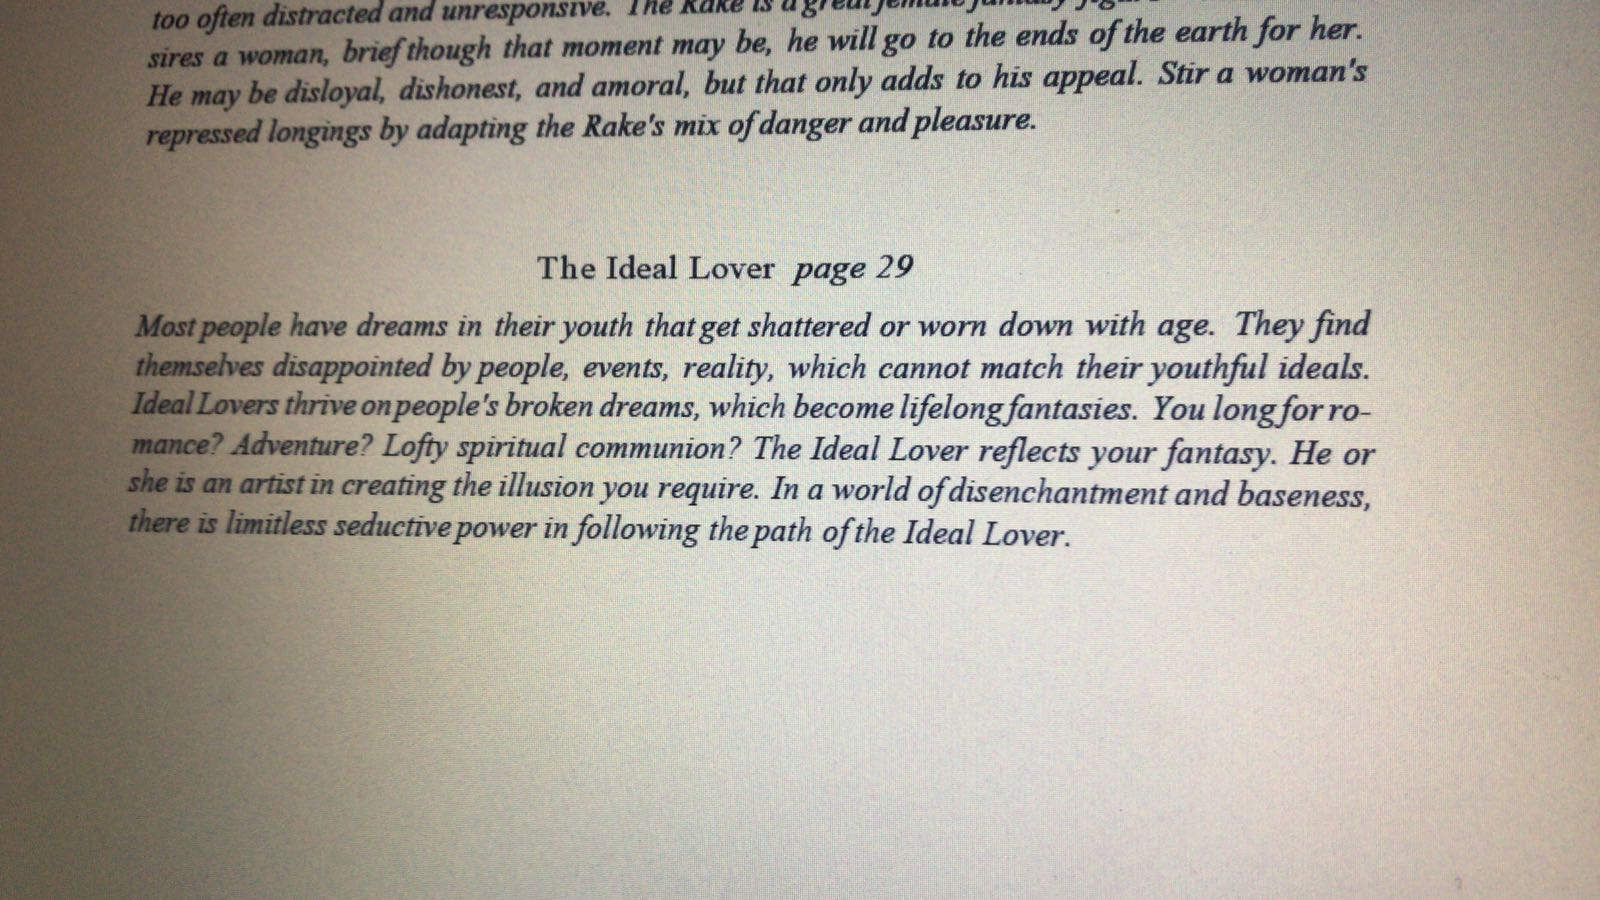 too often distracted and unresponsive. The Rake is a great female fantasy
sires a woman, brief though that moment may be, he will go to the ends of the earth for her.
He may be disloyal, dishonest, and amoral, but that only adds to his appeal. Stir a woman's
repressed longings by adapting the Rake's mix of danger and pleasure.
The Ideal Lover page 29
Most people have dreams in their youth that get shattered or worn down with age. They find
themselves disappointed by people, events, reality, which cannot match their youthful ideals.
Ideal Lovers thrive on people's broken dreams, which become lifelong fantasies. You long for ro-
mance? Adventure? Lofty spiritual communion? The Ideal Lover reflects your fantasy. He or
she is an artist in creating the illusion you require. In a world of disenchantment and baseness,
there is limitless seductive power in following the path of the Ideal Lover.